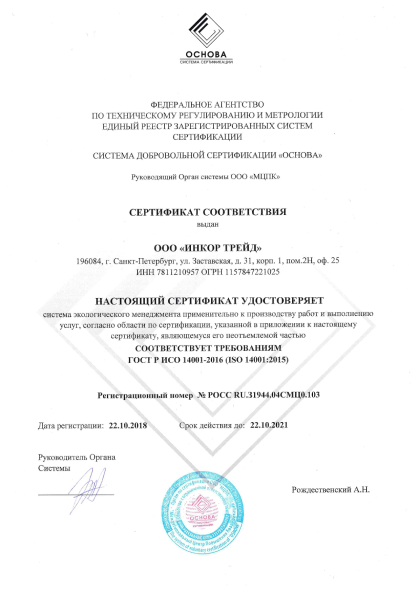 ОСНОВА
СИСТЕМА СЕРТИФИКАЦИИ
ФЕДЕРАЛЬНОЕ АГЕНТСТВО
ПО ТЕХНИЧЕСКОМУ РЕГУЛИРОВАНИЮ И МЕТРОЛОГИИ
ЕДИНЫЙ РЕЕСТР ЗАРЕГИСТРИРОВАННЫХ СИСТЕМ
СЕРТИФИКАЦИИ
СИСТЕМА ДОБРОВОЛЬНОЙ СЕРТИФИКАЦИИ «ОСНОВА»
Руководящий Орган системы ООО «МЦПК»
СЕРТИФИКАТ СООТВЕТСТВИЯ
выдан
ООО «ИНКОР ТРЕЙД»
196084, г. Санкт-Петербург, ул. Заставская, д. 31, корп. 1, пом.2Н, оф. 25
ИНН 7811210957 ОГРН 1157847221025
НАСТОЯЩИЙ СЕРТИФИКАТ УДОСТОВЕРЯЕТ
система экологического менеджмента применительно к производству работ и выполнению
услуг, согласно области по сертификации, указанной в приложении к настоящему
сертификату, являющемуся его неотъемлемой частью
СООТВЕТСТВУЕТ ТРЕБОВАНИЯМ
ГОСТ Р ИСО 14001-2016 (ISO 14001:2015)
Регистрационный номер № РОСС RU.31944.04СМЦ0.103
Дата регистрации: 22.10.2018 Срок действия до: 22.10.2021
Руководитель Органа
Системы
Рождественский А.Н.
ОСНОВА